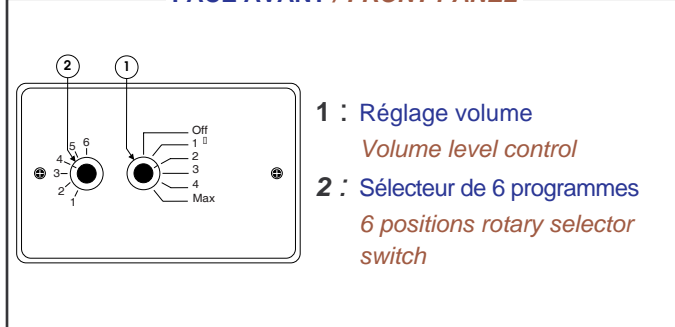 FACE AVANT / FRONT PANEL
2 1
Off
1
2
3
4
Max
6
5
4
3
2
1
1 : Réglage volume
Volume level control
2 : Sélecteur de 6 programmes
6 positions rotary selector
switch